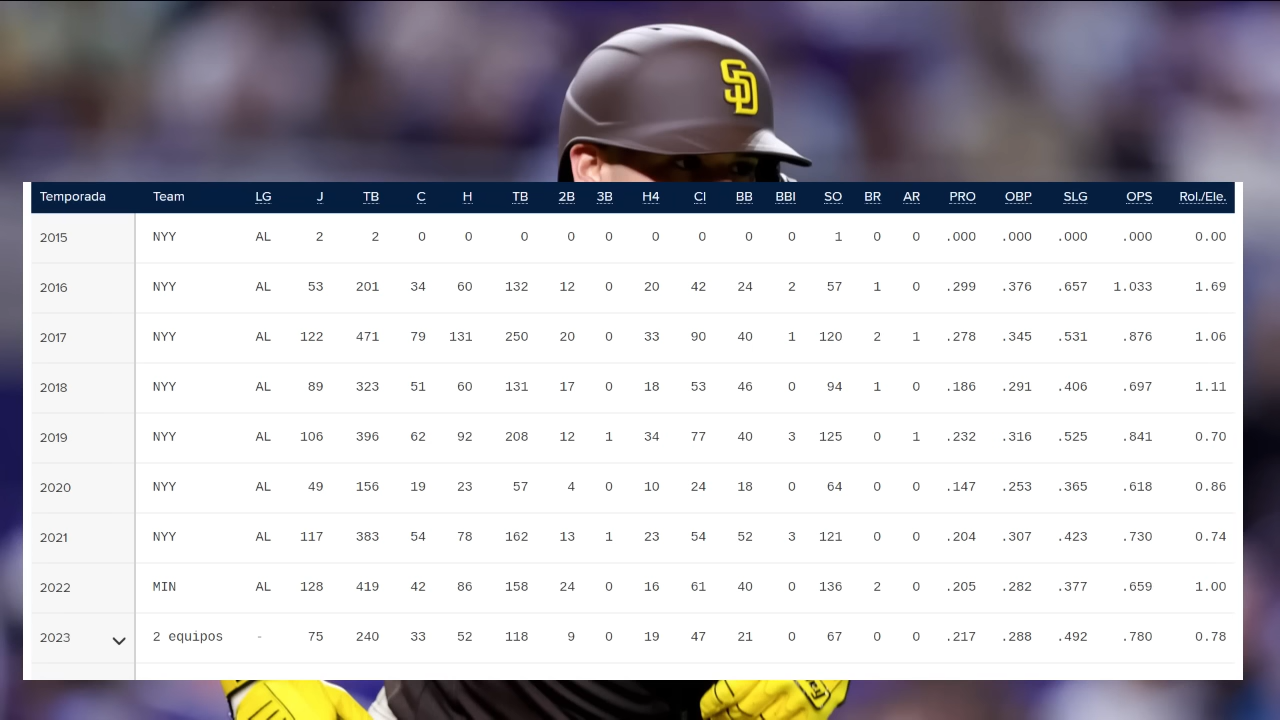 SD
Temporada Team LG J TB C H TB 2B 3B H4 CI BB BBI SO BR AR PRO OBP SLG OPS Rol./Ele.
2015 NYY AL 2 2 0 0 0 0 0 0 0 0 0 1 0 0 .000 .000 .000 .000 0.00
2016 NYY AL 53 201 34 60 132 12 0 20 42 24 2 57 1 0 .299 .376 .657 1.033 1.69
2017 NYY AL 122 471 79 131 250 20 0 33 90 40 1 120 2 1 .278 .345 .531 .876 1.06
2018 NYY AL 89 323 51 60 131 17 0 18 53 46 0 94 1 0 .186 .291 .406 .697 1.11
2019 NYY AL 106 396 62 92 208 12 1 34 77 40 3 125 0 1 .232 .316 .525 .841 0.70
2020 NYY AL 49 156 19 23 57 4 0 10 24 18 0 64 0 0 .147 .253 .365 .618 0.86
2021 NYY AL 117 383 54 78 162 13 1 23 54 52 3 121 0 0 .204 .307 .423 .730 0.74
2022 MIN AL 128 419 42 86 158 24 0 16 61 40 0 136 2 0 .205 .282 .377 .659 1.00
2023 2 equipos - 75 240 33 52 118 9 0 19 47 21 0 67 0 0 .217 .288 .492 .780 0.78